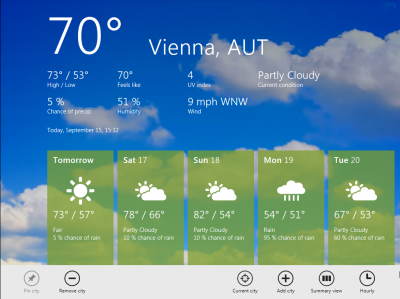 70° Vienna, AUT
73° / 53° 70° 4 Partly Cloudy
High / Low Feels like UV index Current condition
5 % 51 % 9 mph WNW
Chance of precip Humidity Wind
Today, September 15, 15:32
Tomorrow Sat 17 Sun 18 Mon 19 Tue 20
73° / 57° 78° / 66° 82° / 54° 54° / 51° 67° / 53°
Fair Partly Cloudy Partly Cloudy Rain Partly Cloudy
5 % chance of rain 10 % chance of rain 10 % chance of rain 95 % chance of rain 60 % chance of rain
Pin city Remove city Current city Add city Summary view Hourly